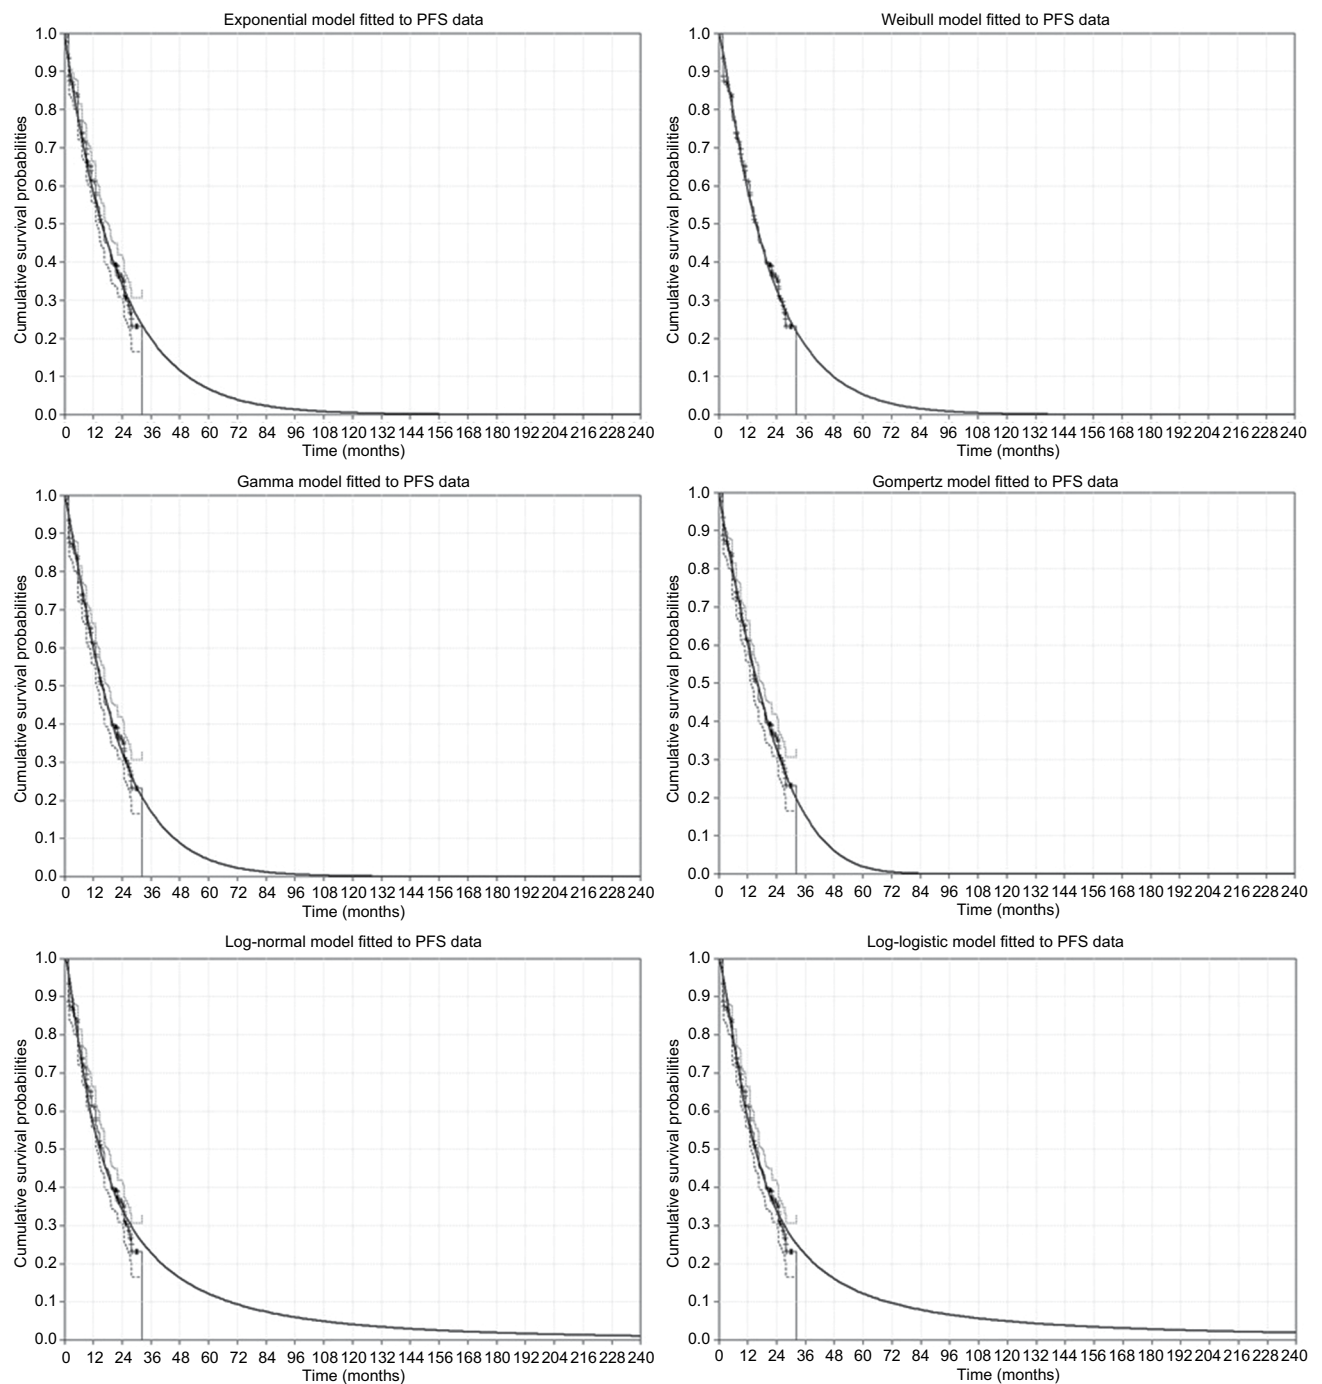 Exponential model fitted to PFS data
Cumulative survival probabilities
1.0
0.9
0.8
0.7
0.6
0.5
0.4
0.3
0.2
0.1
0.0
0 12 24 36 48 60 72 84 96 108 120 132 144 156 168 180 192 204 216 228 240
Time (months)
Weibull model fitted to PFS data
Cumulative survival probabilities
1.0
0.9
0.8
0.7
0.6
0.5
0.4
0.3
0.2
0.1
0.0
0 12 24 36 48 60 72 84 96 108 120 132 144 156 168 180 192 204 216 228 240
Time (months)
Gamma model fitted to PFS data
Cumulative survival probabilities
1.0
0.9
0.8
0.7
0.6
0.5
0.4
0.3
0.2
0.1
0.0
0 12 24 36 48 60 72 84 96 108 120 132 144 156 168 180 192 204 216 228 240
Time (months)
Gompertz model fitted to PFS data
Cumulative survival probabilities
1.0
0.9
0.8
0.7
0.6
0.5
0.4
0.3
0.2
0.1
0.0
0 12 24 36 48 60 72 84 96 108 120 132 144 156 168 180 192 204 216 228 240
Time (months)
Log-normal model fitted to PFS data
Cumulative survival probabilities
1.0
0.9
0.8
0.7
0.6
0.5
0.4
0.3
0.2
0.1
0.0
0 12 24 36 48 60 72 84 96 108 120 132 144 156 168 180 192 204 216 228 240
Time (months)
Log-logistic model fitted to PFS data
Cumulative survival probabilities
1.0
0.9
0.8
0.7
0.6
0.5
0.4
0.3
0.2
0.1
0.0
0 12 24 36 48 60 72 84 96 108 120 132 144 156 168 180 192 204 216 228 240
Time (months)